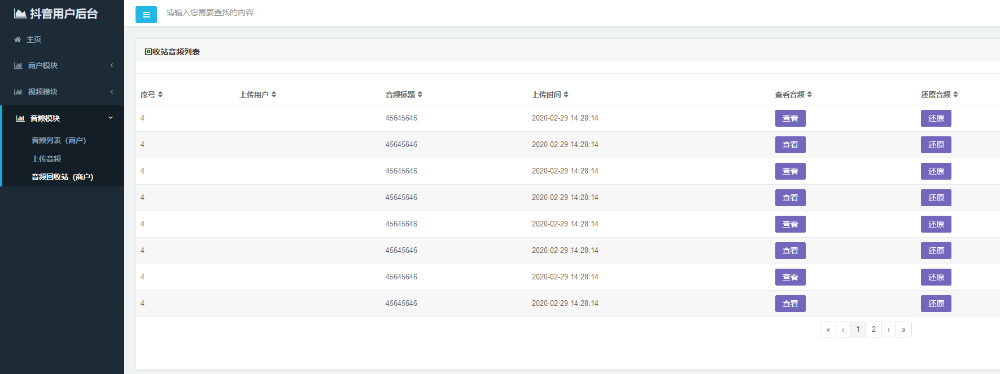 抖音用户后台
主页
商户模块
视频模块
音频模块
音频列表（商户）
上传音频
音频回收站（商户）
请输入您需要查找的内容 …
回收站音频列表
序号 上传用户 音频标题 上传时间 查看音频 还原音频
4 45645646 2020-02-29 14:28:14 查看 还原
4 45645646 2020-02-29 14:28:14 查看 还原
4 45645646 2020-02-29 14:28:14 查看 还原
4 45645646 2020-02-29 14:28:14 查看 还原
4 45645646 2020-02-29 14:28:14 查看 还原
4 45645646 2020-02-29 14:28:14 查看 还原
4 45645646 2020-02-29 14:28:14 查看 还原
4 45645646 2020-02-29 14:28:14 查看 还原
« ‹ 1 2 › »